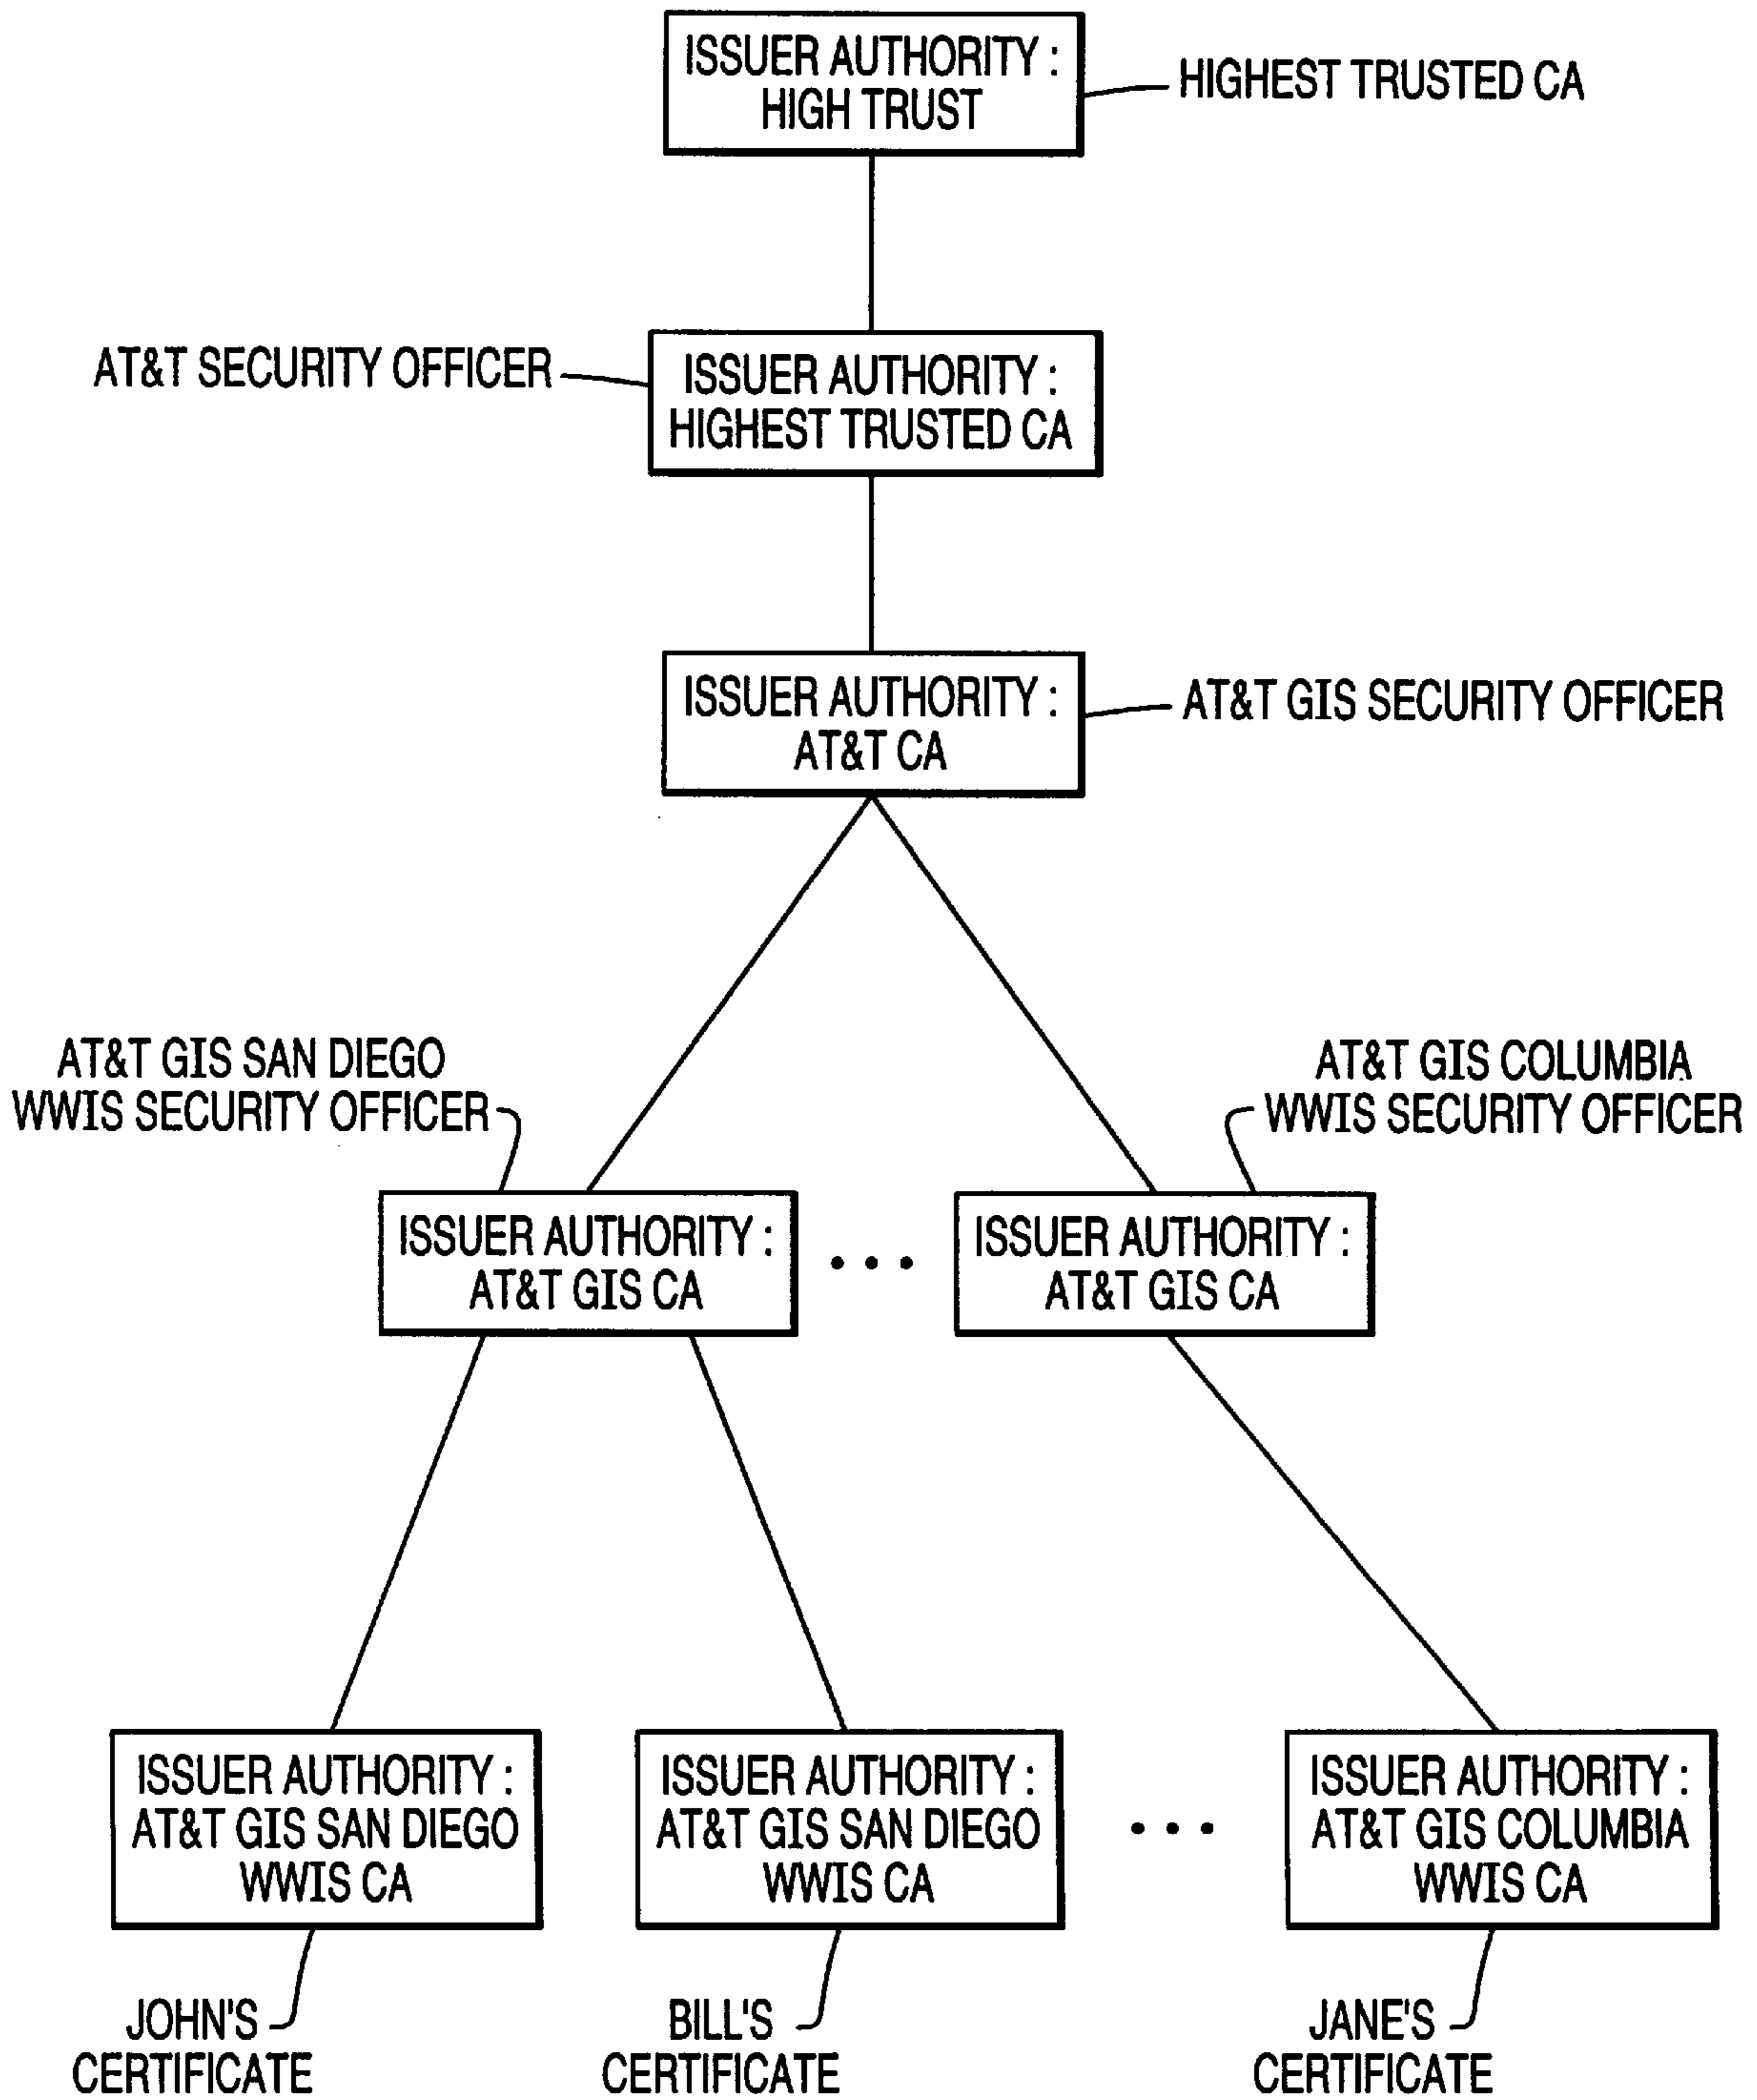 ISSUER AUTHORITY :
HIGH TRUST
HIGHEST TRUSTED CA
AT&T SECURITY OFFICER
ISSUER AUTHORITY :
HIGHEST TRUSTED CA
ISSUER AUTHORITY :
AT&T CA
AT&T GIS SECURITY OFFICER
AT&T GIS SAN DIEGO
WWIS SECURITY OFFICER
AT&T GIS COLUMBIA
WWIS SECURITY OFFICER
ISSUER AUTHORITY :
AT&T GIS CA
• • •
ISSUER AUTHORITY :
AT&T GIS CA
ISSUER AUTHORITY :
AT&T GIS SAN DIEGO
WWIS CA
ISSUER AUTHORITY :
AT&T GIS SAN DIEGO
WWIS CA
• • •
ISSUER AUTHORITY :
AT&T GIS COLUMBIA
WWIS CA
JOHN'S
CERTIFICATE
BILL'S
CERTIFICATE
JANE'S
CERTIFICATE